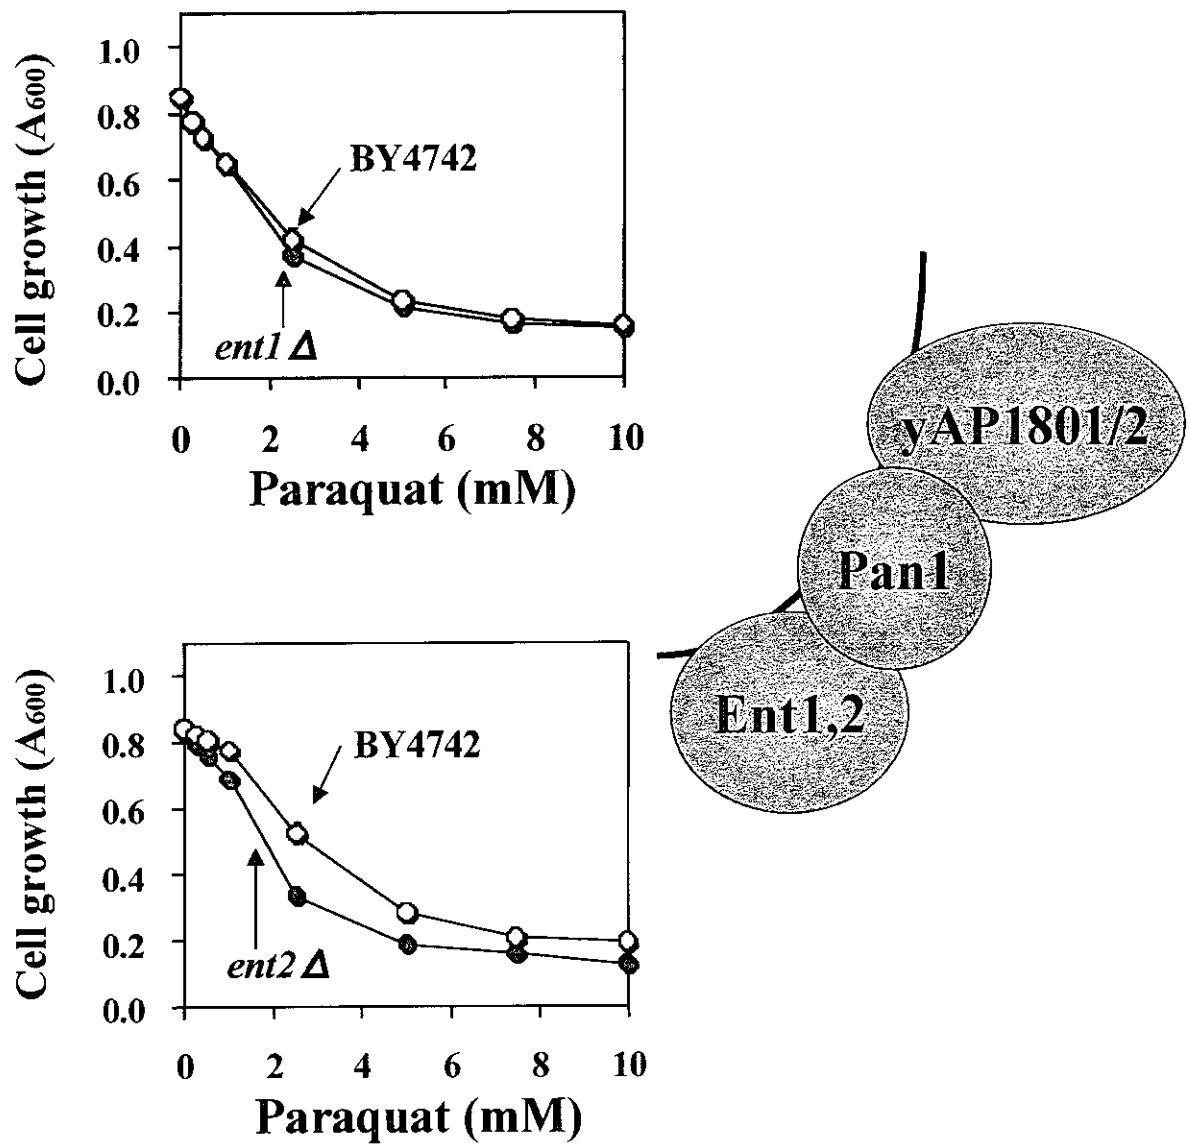 Cell growth (A600)
1.0
0.8
0.6
0.4
0.2
0.0
BY4742
ent1 Δ
0 2 4 6 8 10
Paraquat (mM)
yAP1801/2
Pan1
Ent1,2
Cell growth (A600)
1.0
0.8
0.6
0.4
0.2
0.0
BY4742
ent2 Δ
0 2 4 6 8 10
Paraquat (mM)